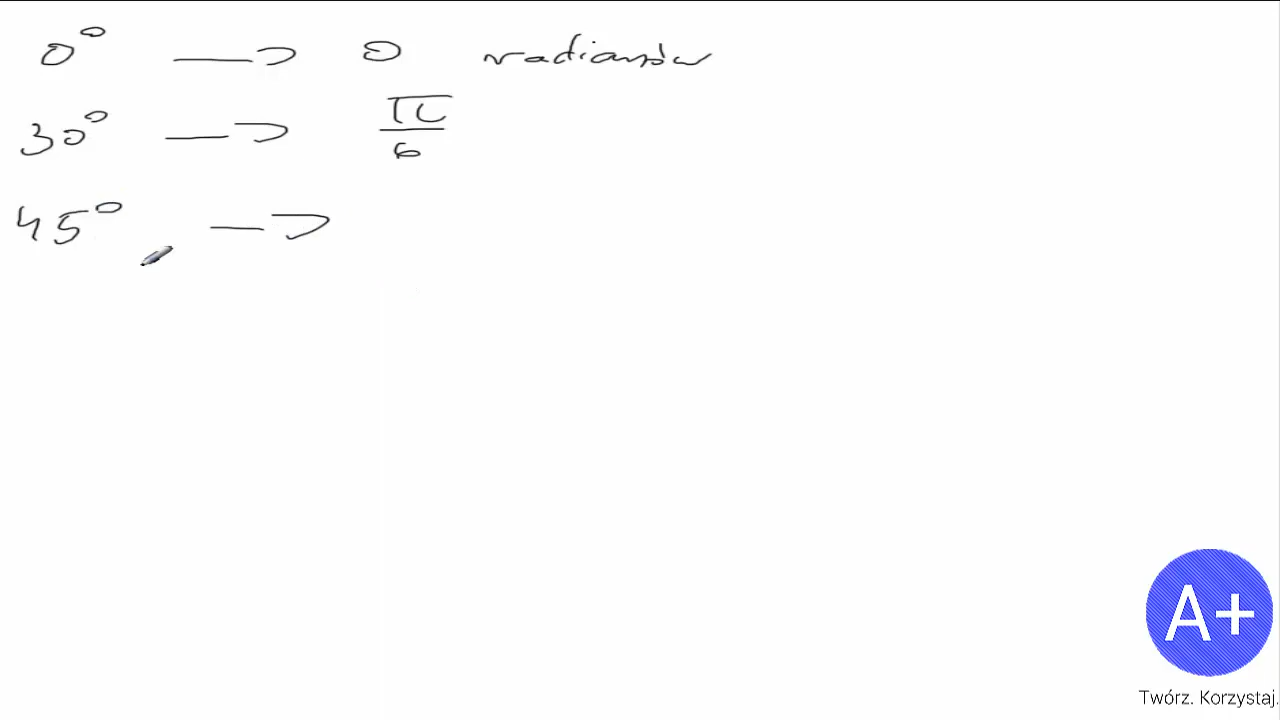 0° → 0 radianów
30° → π/6
45° →
A+
Twórz. Korzystaj.